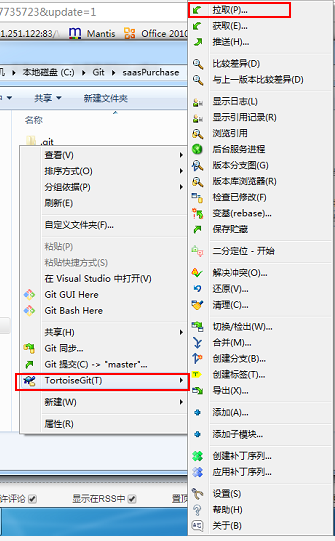 7735723&update=1
1.251.122:83/
Mantis
Office 2010
机 ▸ 本地磁盘 (C:) ▸ Git ▸ saasPurchase
共享 ▼
新建文件夹
名称
.git
查看(V)
排序方式(O)
分组依据(P)
刷新(E)
自定义文件夹(F)...
粘贴(P)
粘贴快捷方式(S)
在 Visual Studio 中打开(V)
Git GUI Here
Git Bash Here
共享(H)
Git 同步...
Git 提交(C) -> "master"...
TortoiseGit(T)
新建(W)
属性(R)
拉取(P)...
获取(E)...
推送(H)...
比较差异(D)
与上一版本比较差异(D)
显示日志(L)
显示引用记录(R)
浏览引用
后台服务进程
版本分支图(G)
版本库浏览器(R)
检查已修改(F)
变基(rebase)...
保存贮藏
二分定位 - 开始
解决冲突(O)...
还原(V)...
清理(C)...
切换/检出(W)...
合并(M)...
创建分支(B)...
创建标签(T)...
导出(X)...
添加(A)...
添加子模块...
创建补丁序列...
应用补丁序列...
设置(S)
帮助(H)
关于(B)
许评论
显示在RSS中
置顶